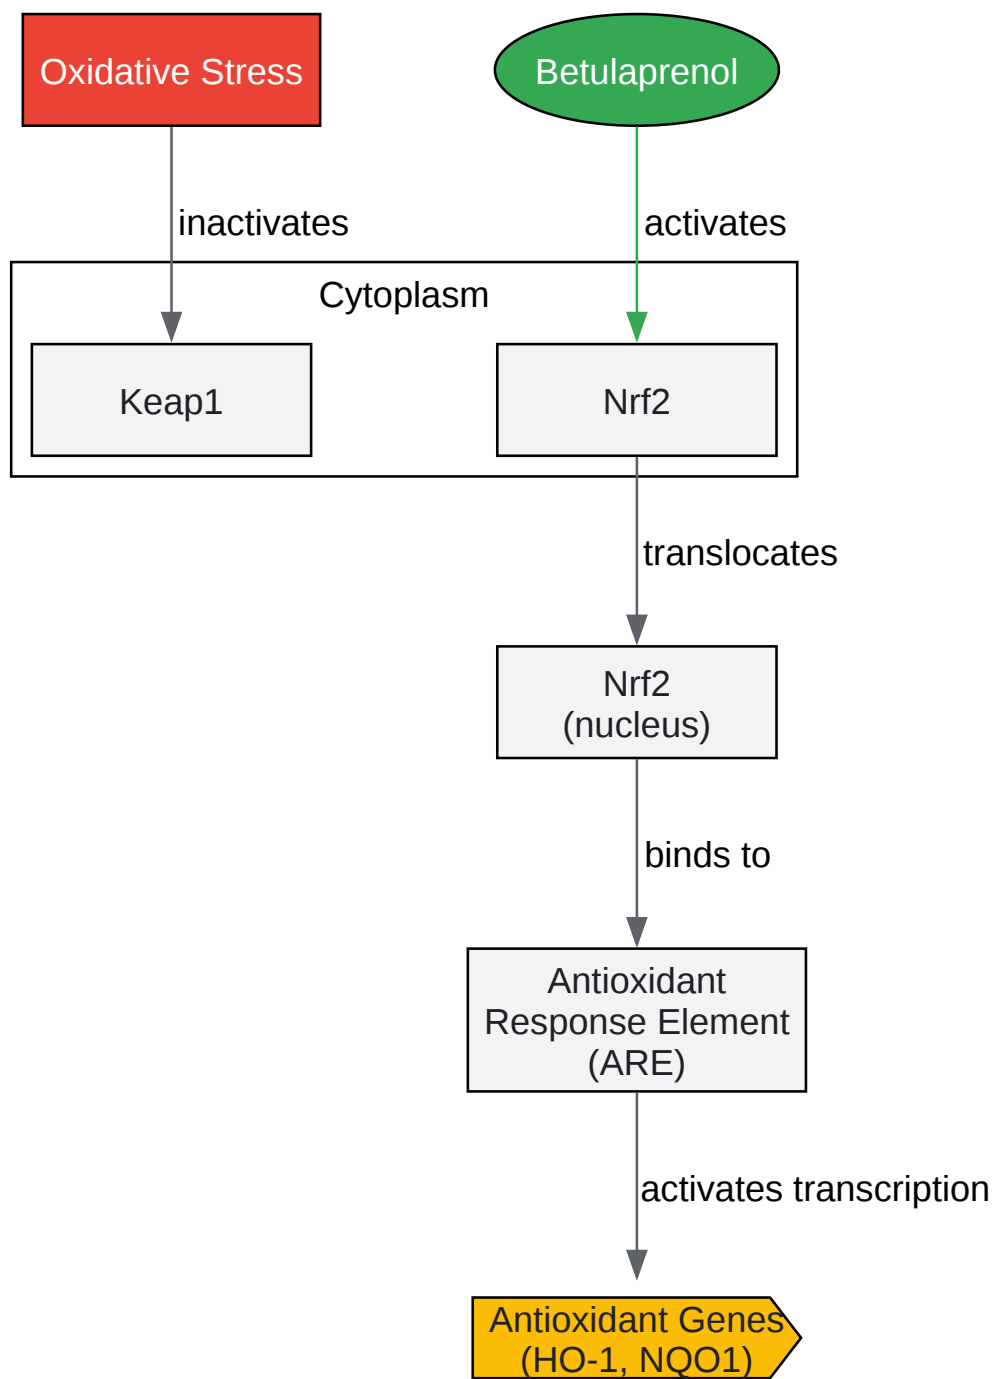 Oxidative Stress
Betulaprenol
inactivates
activates
Cytoplasm
Keap1
Nrf2
translocates
Nrf2
(nucleus)
binds to
Antioxidant
Response Element
(ARE)
activates transcription
Antioxidant Genes
(HO-1, NQO1)